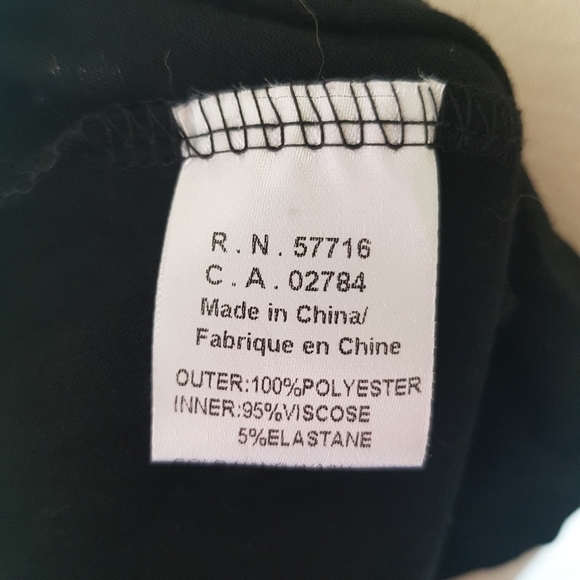 R.N. 57716
C.A. 02784
Made in China/
Fabrique en Chine
OUTER:100%POLYESTER
INNER:95%VISCOSE
5%ELASTANE